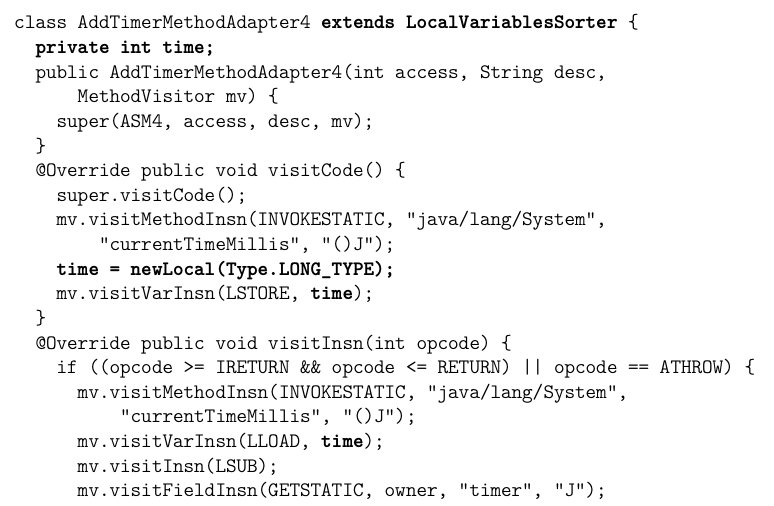 class AddTimerMethodAdapter4 extends LocalVariablesSorter {
private int time;
public AddTimerMethodAdapter4(int access, String desc,
MethodVisitor mv) {
super(ASM4, access, desc, mv);
}
@Override public void visitCode() {
super.visitCode();
mv.visitMethodInsn(INVOKESTATIC, "java/lang/System",
"currentTimeMillis", "()J");
time = newLocal(Type.LONG_TYPE);
mv.visitVarInsn(LSTORE, time);
}
@Override public void visitInsn(int opcode) {
if ((opcode >= IRETURN && opcode <= RETURN) || opcode == ATHROW) {
mv.visitMethodInsn(INVOKESTATIC, "java/lang/System",
"currentTimeMillis", "()J");
mv.visitVarInsn(LLOAD, time);
mv.visitInsn(LSUB);
mv.visitFieldInsn(GETSTATIC, owner, "timer", "J");